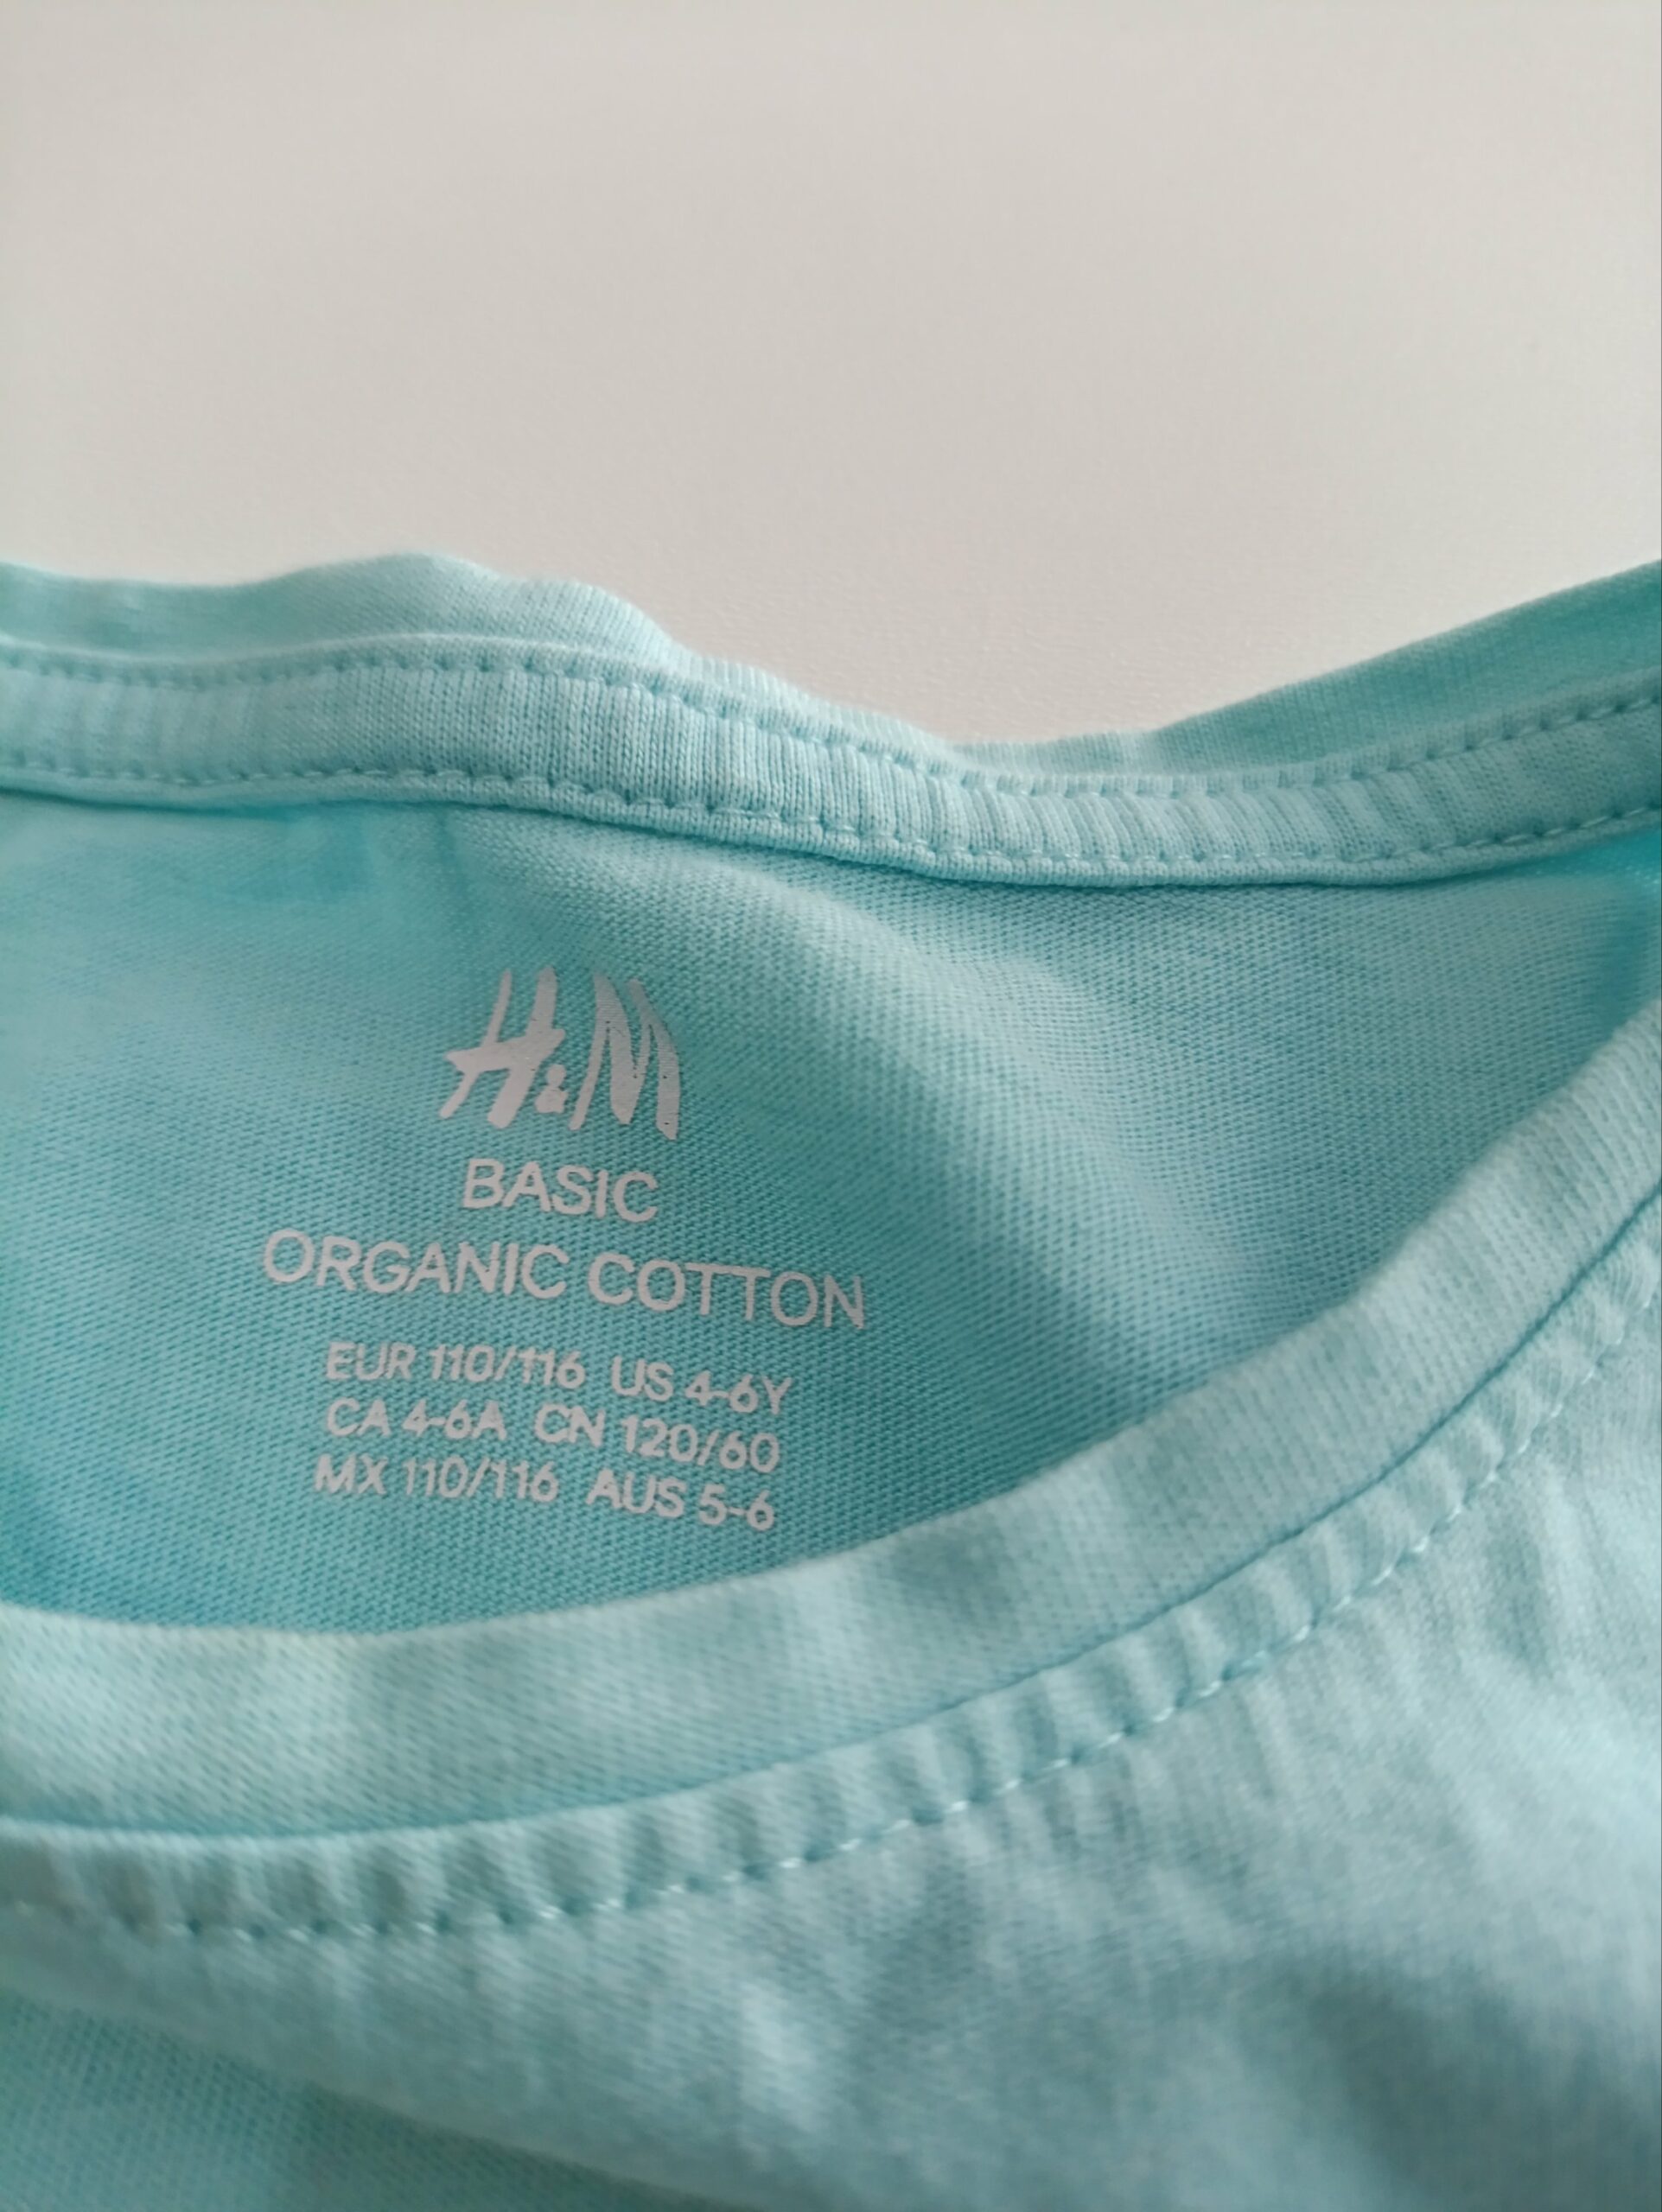 H&M
BASIC
ORGANIC COTTON
EUR 110/116 US 4-6Y
CA 4-6A CN 120/60
MX 110/116 AUS 5-6